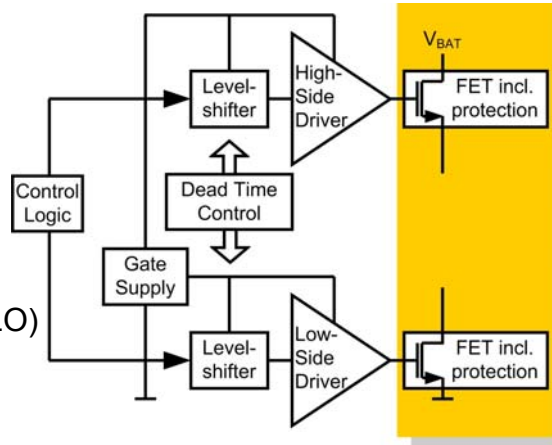 V_BAT
High-
Side
Driver
Level-
shifter
FET incl.
protection
Control
Logic
Dead Time
Control
Gate
Supply
LO)
Level-
shifter
Low-
Side
Driver
FET incl.
protection